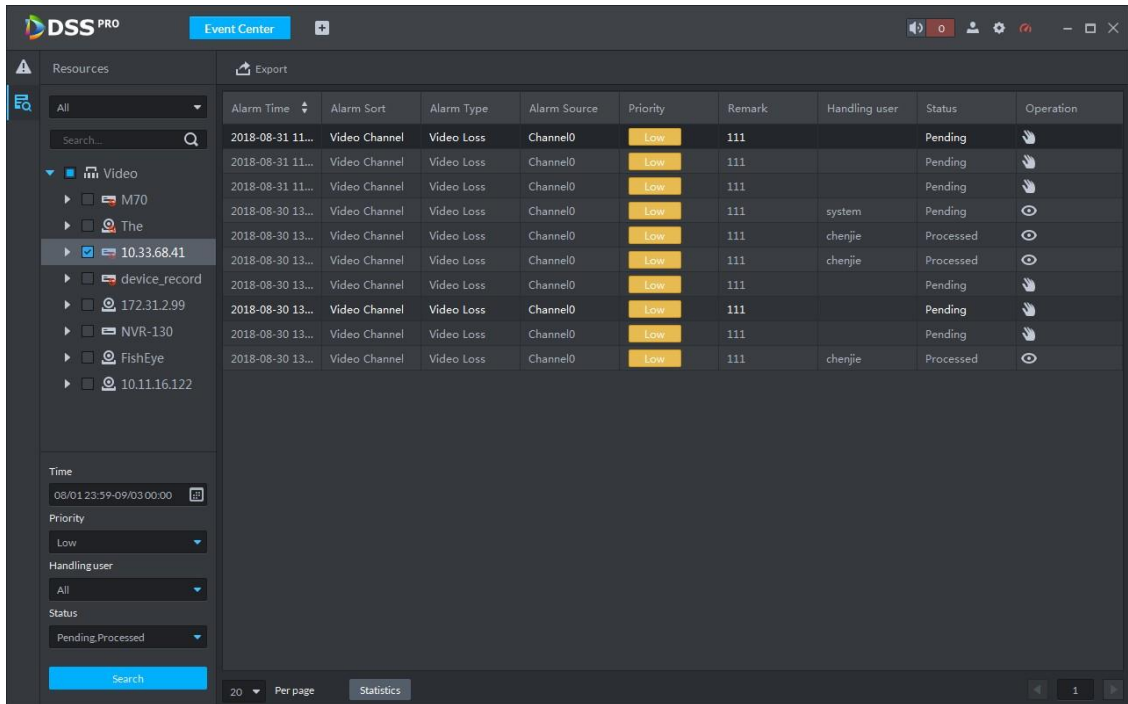 DSS PRO
Event Center
0
Resources
Export
All
Search...
Video
M70
The
10.33.68.41
device_record
172.31.2.99
NVR-130
FishEye
10.11.16.122
Time
08/01 23:59-09/03 00:00
Priority
Low
Handling user
All
Status
Pending,Processed
Search
Alarm Time Alarm Sort Alarm Type Alarm Source Priority Remark Handling user Status Operation
2018-08-31 11... Video Channel Video Loss Channel0 Low 111 Pending
2018-08-31 11... Video Channel Video Loss Channel0 Low 111 Pending
2018-08-31 11... Video Channel Video Loss Channel0 Low 111 Pending
2018-08-30 13... Video Channel Video Loss Channel0 Low 111 system Pending
2018-08-30 13... Video Channel Video Loss Channel0 Low 111 chenjie Processed
2018-08-30 13... Video Channel Video Loss Channel0 Low 111 chenjie Processed
2018-08-30 13... Video Channel Video Loss Channel0 Low 111 Pending
2018-08-30 13... Video Channel Video Loss Channel0 Low 111 Pending
2018-08-30 13... Video Channel Video Loss Channel0 Low 111 Pending
2018-08-30 13... Video Channel Video Loss Channel0 Low 111 chenjie Processed
20 Per page Statistics 1